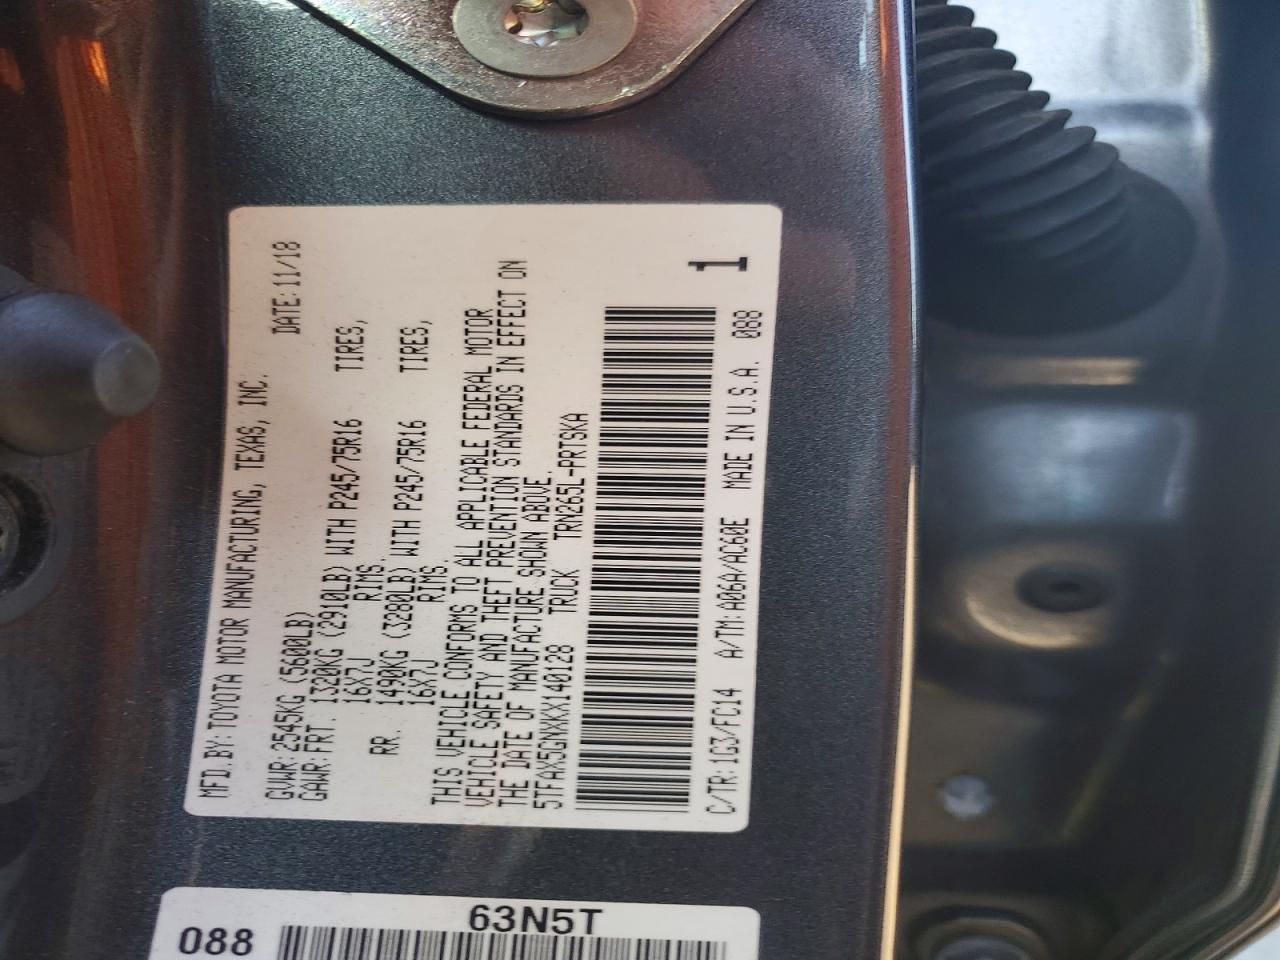 MFD.BY:TOYOTA MOTOR MANUFACTURING, TEXAS, INC.
GVWR:2545KG (5600LB) DATE:11/18
GAWR:FRT. 1320KG (2910LB) WITH P245/75R16 TIRES,
16X7J RIMS.
RR. 1490KG (3280LB) WITH P245/75R16 TIRES,
16X7J RIMS.
THIS VEHICLE CONFORMS TO ALL APPLICABLE FEDERAL MOTOR
VEHICLE SAFETY AND THEFT PREVENTION STANDARDS IN EFFECT ON
THE DATE OF MANUFACTURE SHOWN ABOVE.
5TFAX5GNXKX140128 TRUCK TRN265L-PRTSKA
1
C/TR:1G3/FC14 A/TM:A06A/AC60E MADE IN U.S.A. 088
63N5T
088